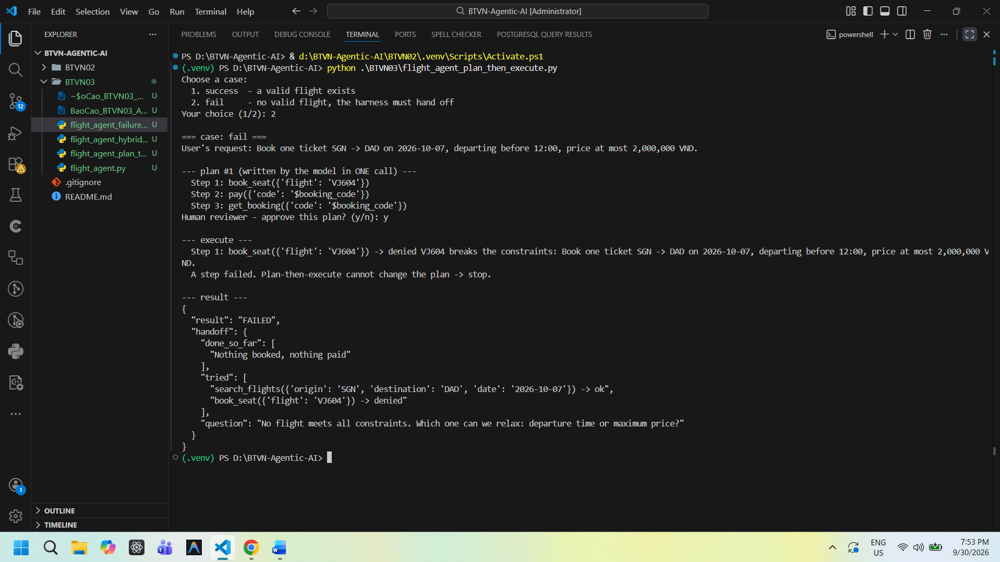 File Edit Selection View Go Run Terminal Help
BTVN-Agentic-AI [Administrator]
EXPLORER
BTVN-AGENTIC-AI
BTVN02
BTVN03
~$oCao_BTVN03_... U
BaoCao_BTVN03_A... U
flight_agent_failure... U
flight_agent_hybrid... U
flight_agent_plan_t... U
flight_agent.py U
.gitignore
README.md
OUTLINE
TIMELINE
12
1
PROBLEMS OUTPUT DEBUG CONSOLE TERMINAL PORTS SPELL CHECKER POSTGRESQL QUERY RESULTS
powershell
PS D:\BTVN-Agentic-AI> & d:\BTVN-Agentic-AI\BTVN02\.venv\Scripts\Activate.ps1
(.venv) PS D:\BTVN-Agentic-AI> python .\BTVN03\flight_agent_plan_then_execute.py
Choose a case:
1. success - a valid flight exists
2. fail - no valid flight, the harness must hand off
Your choice (1/2): 2
=== case: fail ===
User's request: Book one ticket SGN -> DAD on 2026-10-07, departing before 12:00, price at most 2,000,000 VND.
--- plan #1 (written by the model in ONE call) ---
Step 1: book_seat({'flight': 'VJ604'})
Step 2: pay({'code': '$booking_code'})
Step 3: get_booking({'code': '$booking_code'})
Human reviewer - approve this plan? (y/n): y
--- execute ---
Step 1: book_seat({'flight': 'VJ604'}) -> denied VJ604 breaks the constraints: Book one ticket SGN -> DAD on 2026-10-07, departing before 12:00, price at most 2,000,000 V
ND.
A step failed. Plan-then-execute cannot change the plan -> stop.
--- result ---
{
"result": "FAILED",
"handoff": {
"done_so_far": [
"Nothing booked, nothing paid"
],
"tried": [
"search_flights({'origin': 'SGN', 'destination': 'DAD', 'date': '2026-10-07'}) -> ok",
"book_seat({'flight': 'VJ604'}) -> denied"
],
"question": "No flight meets all constraints. Which one can we relax: departure time or maximum price?"
}
}
(.venv) PS D:\BTVN-Agentic-AI>
ENG
US
7:53 PM
9/30/2026